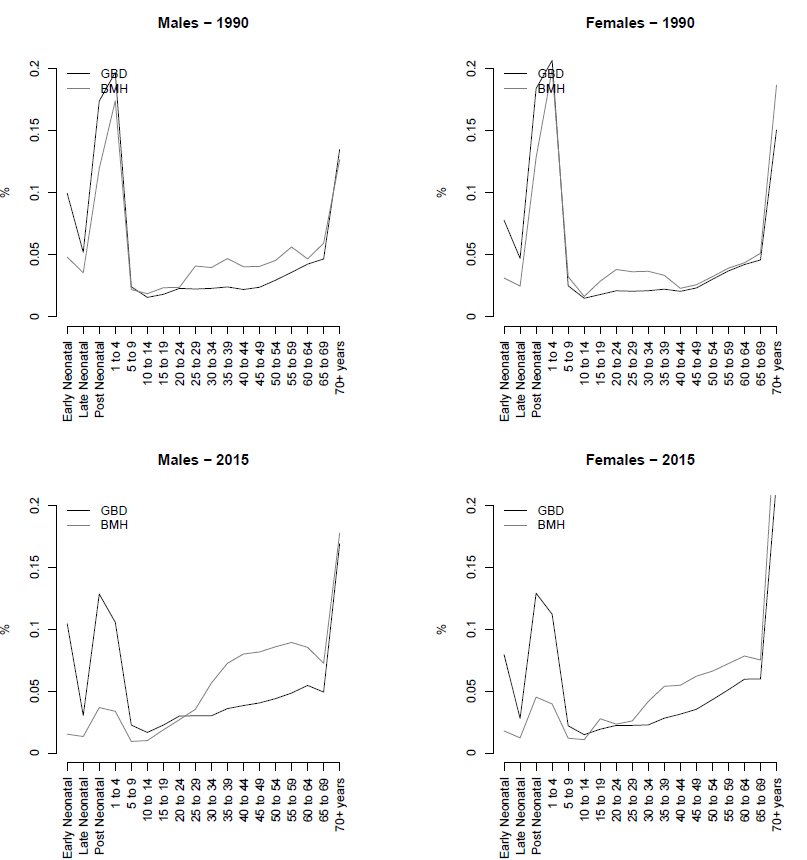 Males − 1990
%
0.2
0.15
0.1
0.05
0
GBD
BMH
Early Neonatal
Late Neonatal
Post Neonatal
1 to 4
5 to 9
10 to 14
15 to 19
20 to 24
25 to 29
30 to 34
35 to 39
40 to 44
45 to 49
50 to 54
55 to 59
60 to 64
65 to 69
70+ years
Females − 1990
%
0.2
0.15
0.1
0.05
0
GBD
BMH
Early Neonatal
Late Neonatal
Post Neonatal
1 to 4
5 to 9
10 to 14
15 to 19
20 to 24
25 to 29
30 to 34
35 to 39
40 to 44
45 to 49
50 to 54
55 to 59
60 to 64
65 to 69
70+ years
Males − 2015
%
0.2
0.15
0.1
0.05
0
GBD
BMH
Early Neonatal
Late Neonatal
Post Neonatal
1 to 4
5 to 9
10 to 14
15 to 19
20 to 24
25 to 29
30 to 34
35 to 39
40 to 44
45 to 49
50 to 54
55 to 59
60 to 64
65 to 69
70+ years
Females − 2015
%
0.2
0.15
0.1
0.05
0
GBD
BMH
Early Neonatal
Late Neonatal
Post Neonatal
1 to 4
5 to 9
10 to 14
15 to 19
20 to 24
25 to 29
30 to 34
35 to 39
40 to 44
45 to 49
50 to 54
55 to 59
60 to 64
65 to 69
70+ years